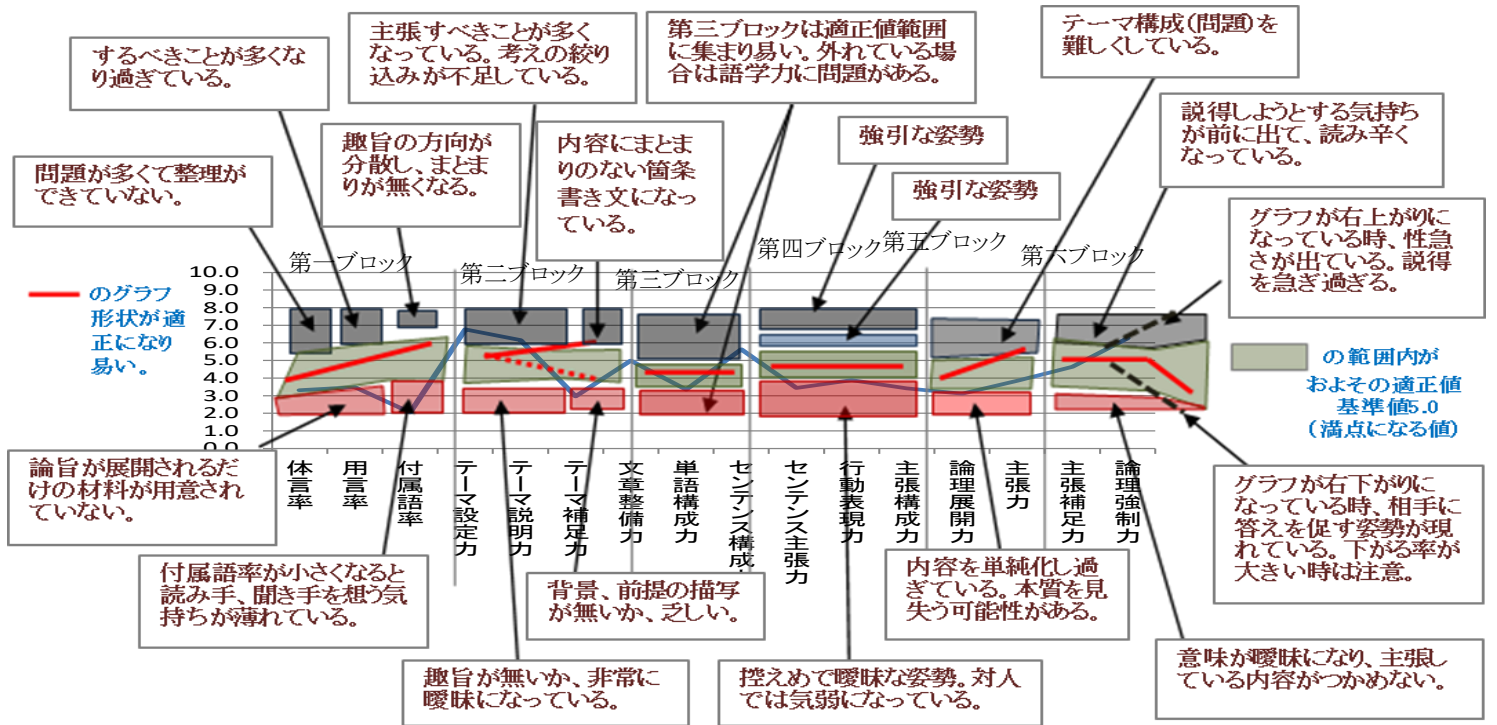 するべきことが多くな
り過ぎている。
主張すべきことが多く
なっている。考えの絞り
込みが不足している。
第三ブロックは適正値範囲
に集まり易い。外れている場
合は語学力に問題がある。
テーマ構成(問題)を
難しくしている。
問題が多くて整理が
できていない。
趣旨の方向が
分散し、まとま
りが無くなる。
内容にまとま
りのない箇条
書き文になっ
ている。
強引な姿勢
強引な姿勢
説得しようとする気持ち
が前に出て、読み辛く
なっている。
グラフが右上がりに
なっている時、性急
さが出ている。説得
を急ぎ過ぎる。
第一ブロック
第二ブロック
第三ブロック
第四ブロック
第五ブロック
第六ブロック
10.0
9.0
8.0
7.0
6.0
5.0
4.0
3.0
2.0
1.0
0.0
のグラフ
形状が適
正になり
易い。
の範囲内が
およその適正値
基準値5.0
(満点になる値)
体言率
用言率
付属語率
テーマ設定力
テーマ説明力
テーマ補足力
文章整備力
単語構成力
センテンス構成
センテンス主張力
行動表現力
主張構成力
論理展開力
主張力
主張補足力
論理強制力
論旨が展開されるだ
けの材料が用意され
ていない。
付属語率が小さくなると
読み手、聞き手を想う気
持ちが薄れている。
背景、前提の描写
が無いか、乏しい。
趣旨が無いか、非常に
曖昧になっている。
控えめで曖昧な姿勢。対人
では気弱になっている。
内容を単純化し過
ぎている。本質を見
失う可能性がある。
グラフが右下がりに
なっている時、相手に
答えを促す姿勢が現
れている。下がる率が
大きい時は注意。
意味が曖昧になり、主張し
ている内容がつかめない。